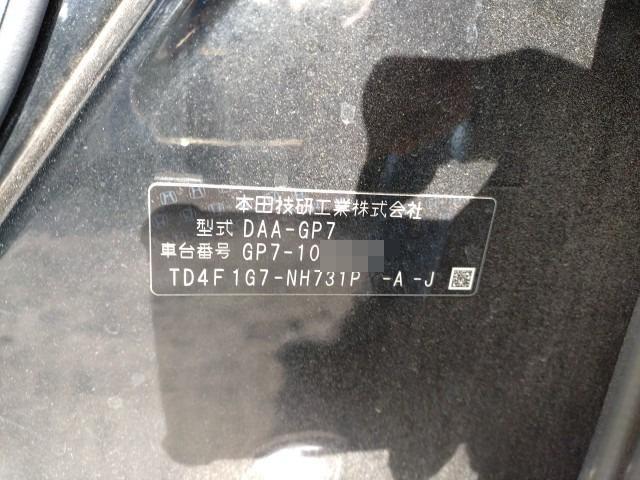 本田技研工業株式会社
型式 DAA-GP7
車台番号 GP7-10
TD4F1G7-NH731P -A -J